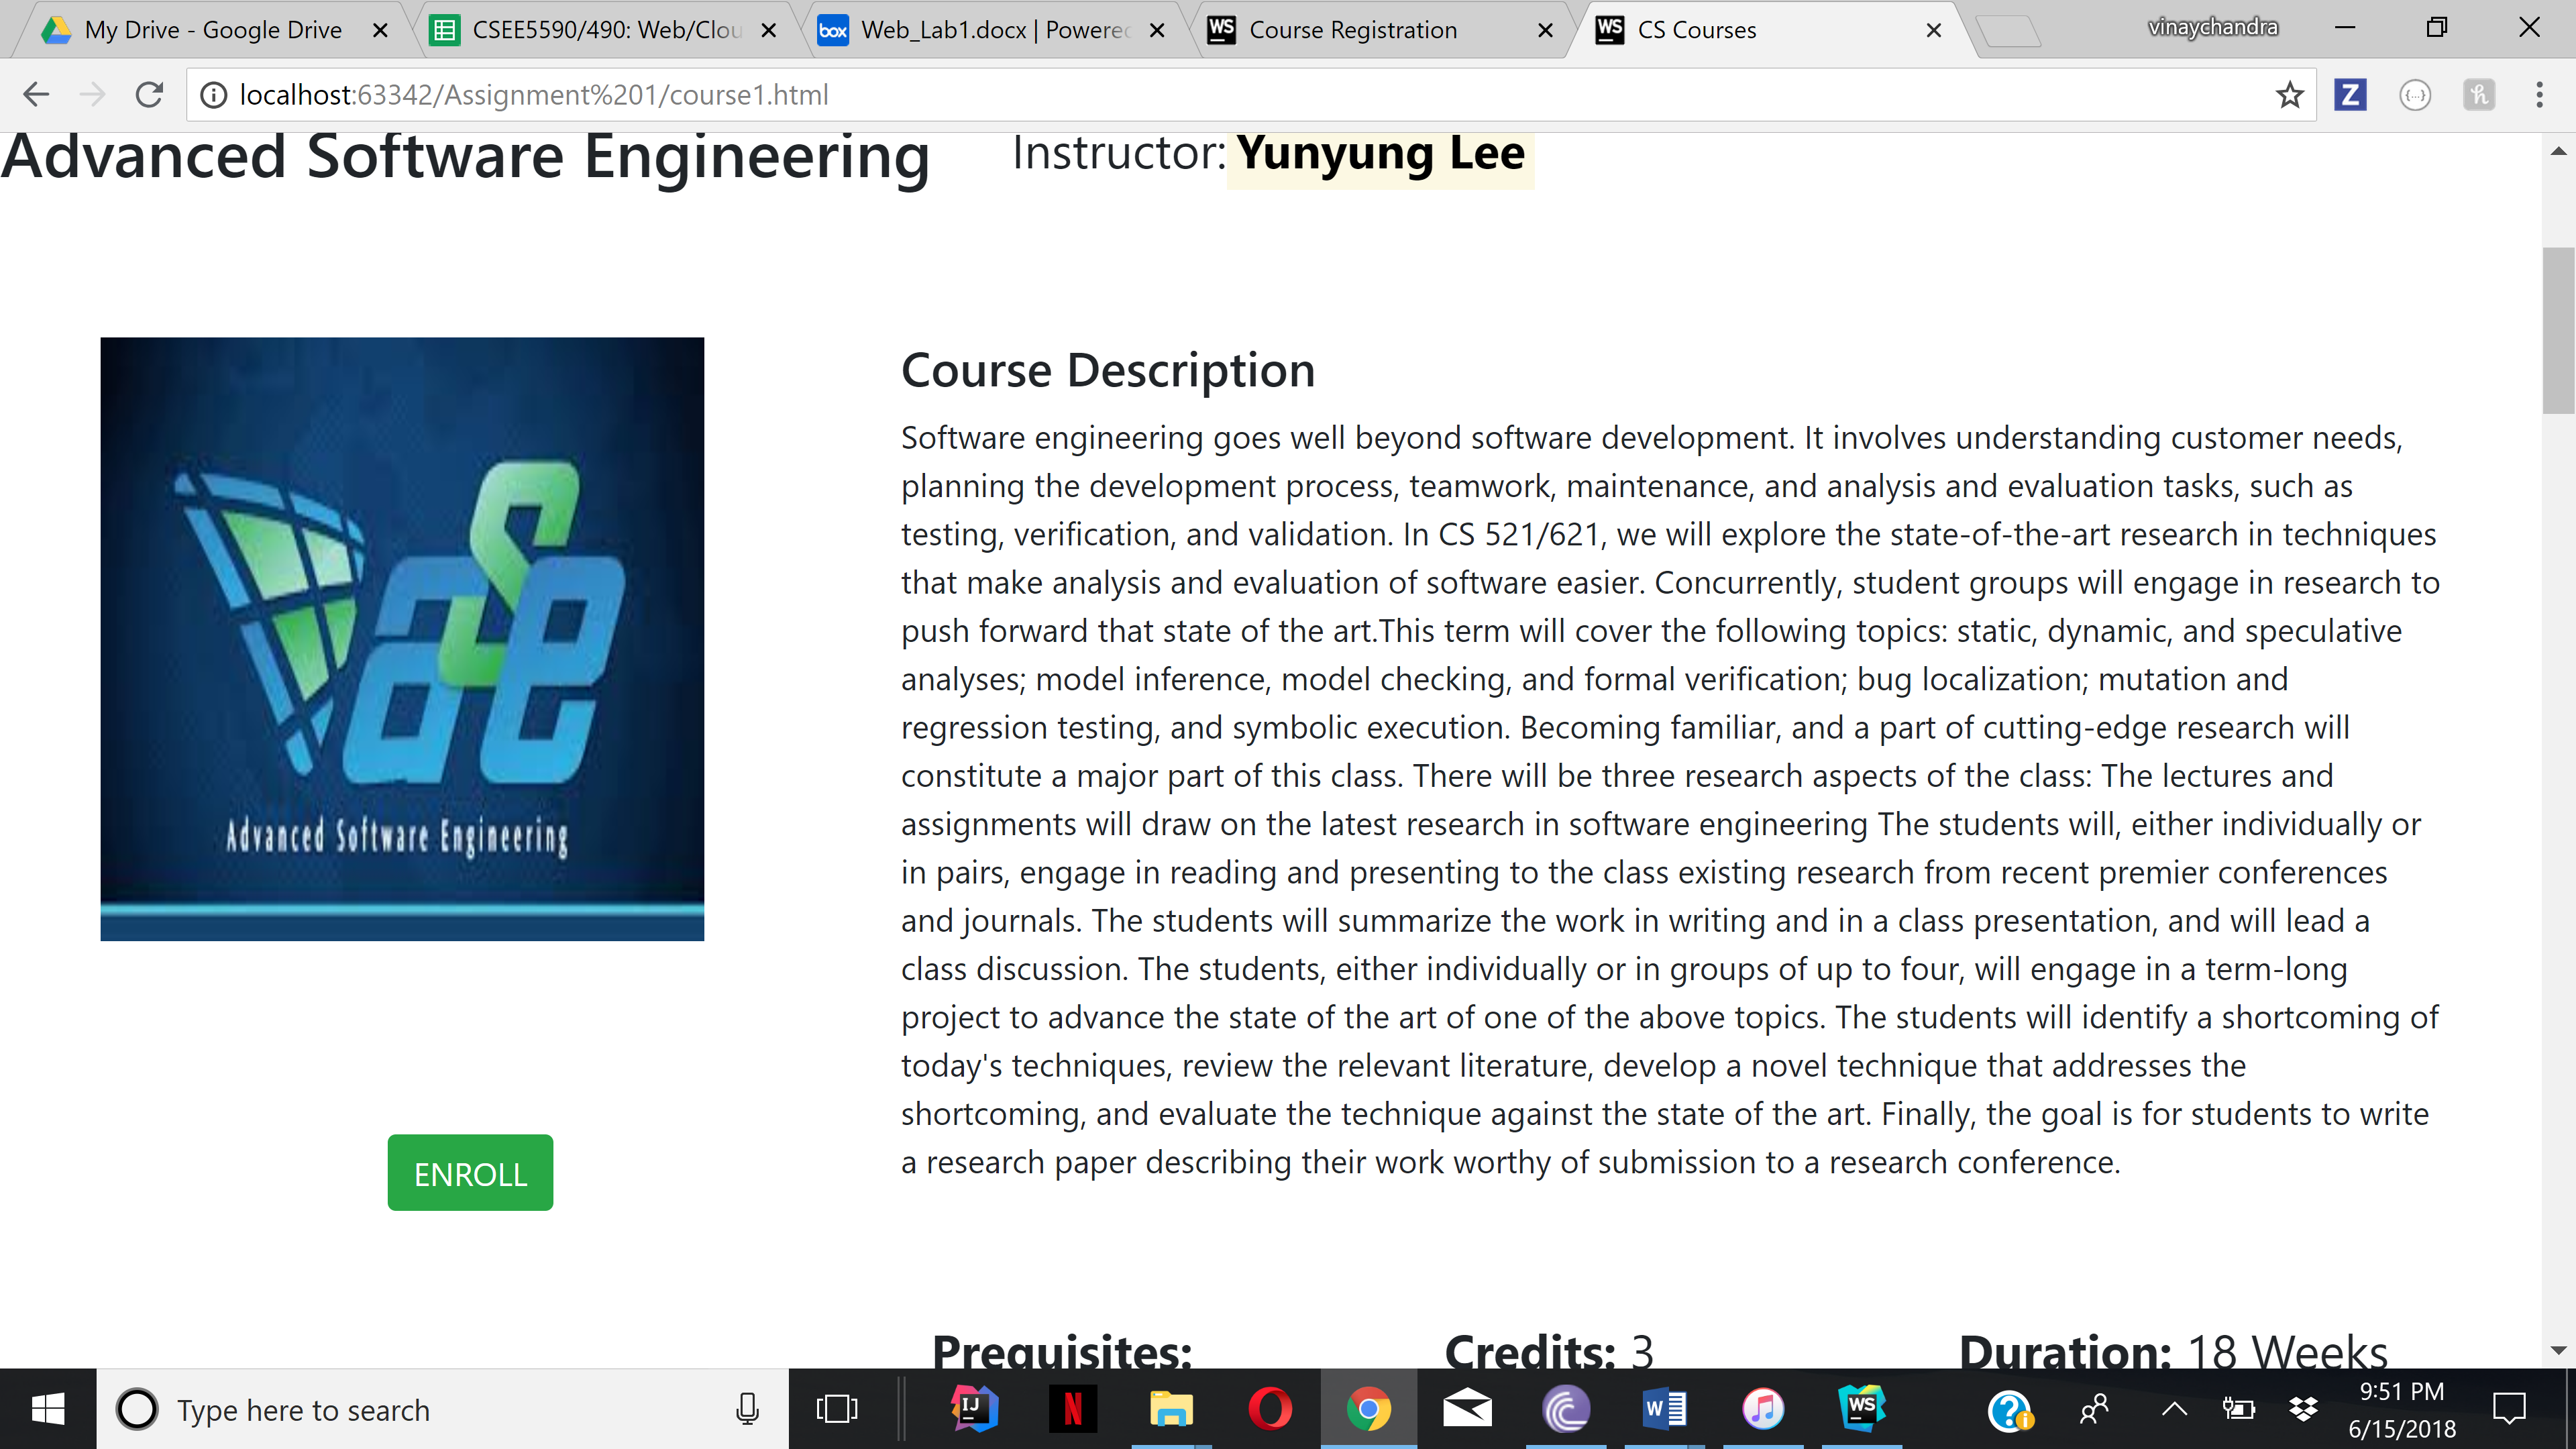 My Drive - Google Drive
CSEE5590/490: Web/Clou
box
Web_Lab1.docx | Powered
WS
Course Registration
WS
CS Courses
vinaychandra
localhost:63342/Assignment%201/course1.html
Z
{...}
h
Advanced Software Engineering
Instructor: Yunyung Lee
ase
Advanced Software Engineering
ENROLL
Course Description
Software engineering goes well beyond software development. It involves understanding customer needs,
planning the development process, teamwork, maintenance, and analysis and evaluation tasks, such as
testing, verification, and validation. In CS 521/621, we will explore the state-of-the-art research in techniques
that make analysis and evaluation of software easier. Concurrently, student groups will engage in research to
push forward that state of the art.This term will cover the following topics: static, dynamic, and speculative
analyses; model inference, model checking, and formal verification; bug localization; mutation and
regression testing, and symbolic execution. Becoming familiar, and a part of cutting-edge research will
constitute a major part of this class. There will be three research aspects of the class: The lectures and
assignments will draw on the latest research in software engineering The students will, either individually or
in pairs, engage in reading and presenting to the class existing research from recent premier conferences
and journals. The students will summarize the work in writing and in a class presentation, and will lead a
class discussion. The students, either individually or in groups of up to four, will engage in a term-long
project to advance the state of the art of one of the above topics. The students will identify a shortcoming of
today's techniques, review the relevant literature, develop a novel technique that addresses the
shortcoming, and evaluate the technique against the state of the art. Finally, the goal is for students to write
a research paper describing their work worthy of submission to a research conference.
Prequisites:
Credits: 3
Duration: 18 Weeks
Type here to search
IJ
N
W
WS
9:51 PM
6/15/2018